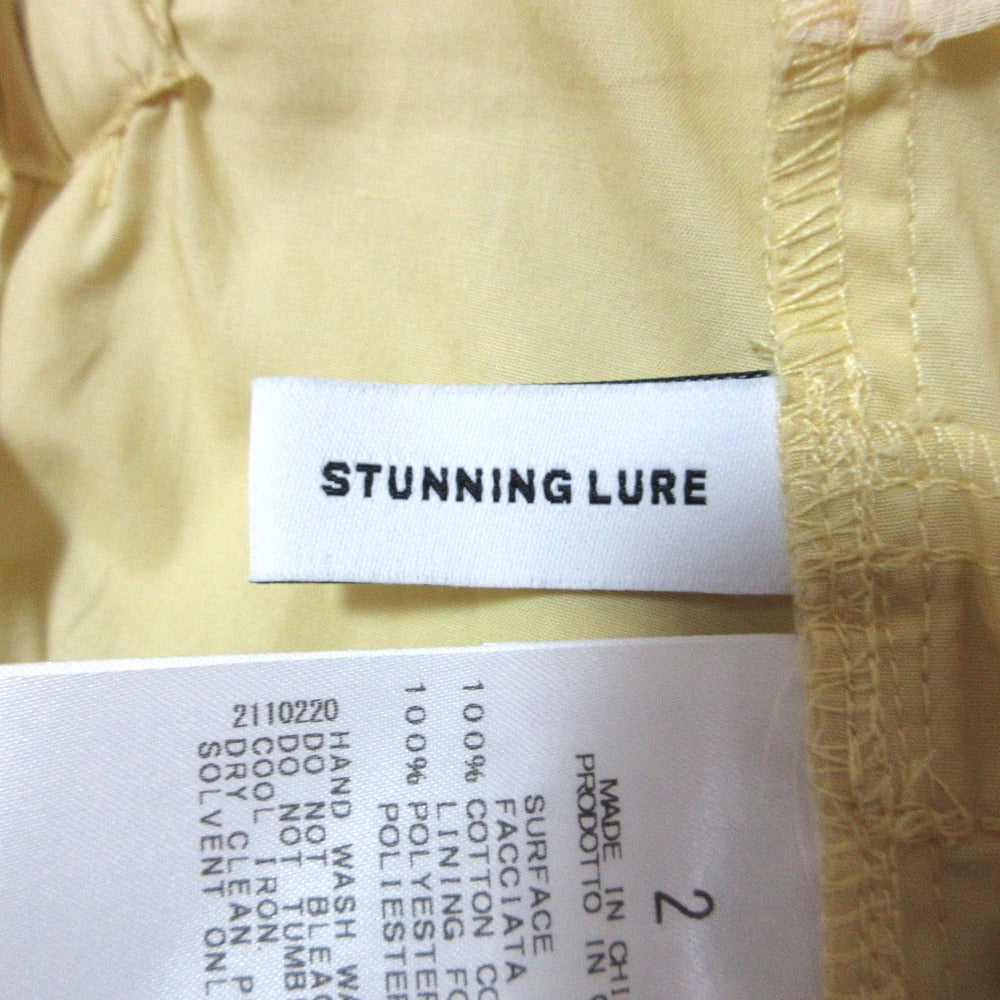 STUNNING LURE
2
MADE IN
PRODOTTO IN
SURFACE
FACCIATA
100% COTTON
LINING
100% POLYESTER
POLIESTER
2110220
HAND WASH
DO NOT
DO NOT
COOL IRON
DRY CLEAN
SOLVENT